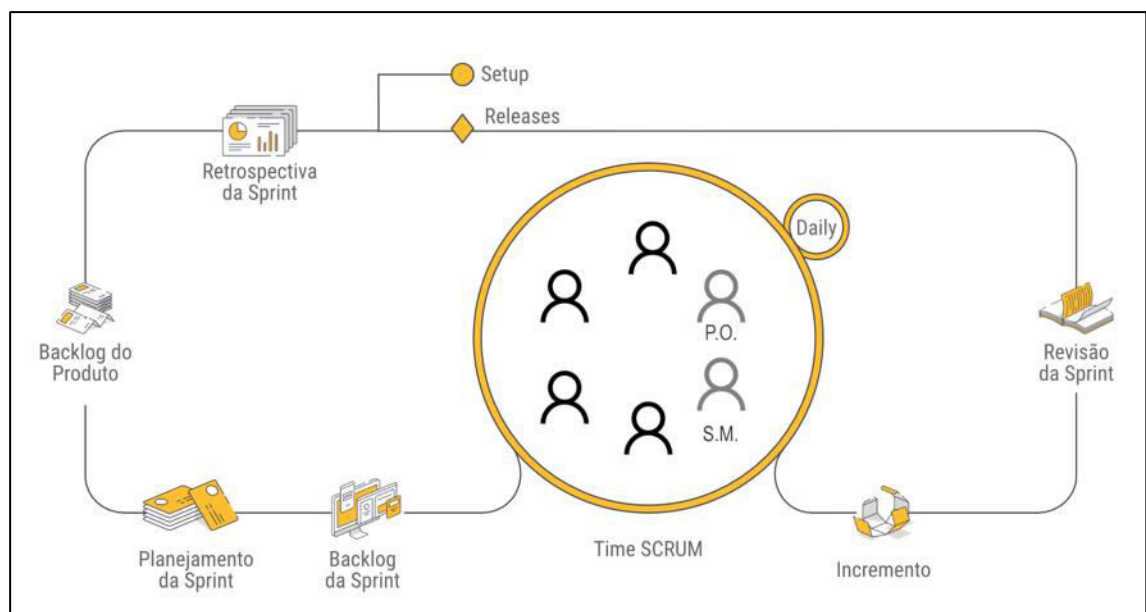 Setup
Releases
Retrospectiva
da Sprint
Daily
P.O.
Backlog do
Produto
Revisão
da Sprint
S.M.
Planejamento
da Sprint
Backlog
da Sprint
Time SCRUM
Incremento